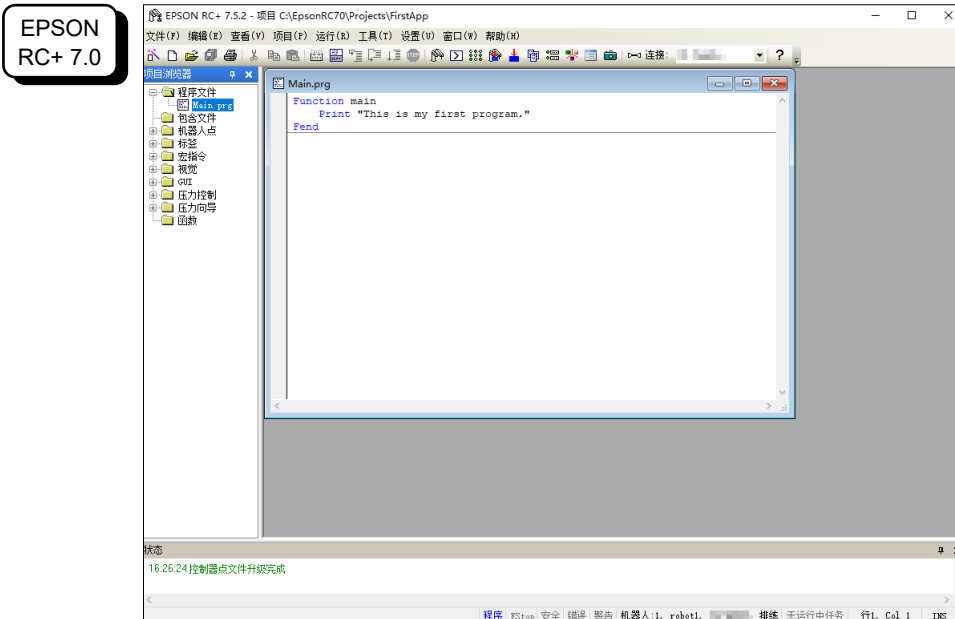 EPSON
RC+ 7.0
EPSON RC+ 7.5.2 - 项目 C:\EpsonRC70\Projects\FirstApp
文件(F) 编辑(E) 查看(V) 项目(P) 运行(R) 工具(T) 设置(U) 窗口(W) 帮助(H)
连接:
项目浏览器
程序文件
Main.prg
包含文件
机器人点
标签
宏指令
视觉
GUI
压力控制
压力向导
函数
Main.prg
Function main
Print "This is my first program."
Fend
状态
16:26:24 控制器点文件升级完成
程序 EStop 安全 错误 警告 机器人:1, robot1, 排练 无运行中任务 行1, Col 1 INS